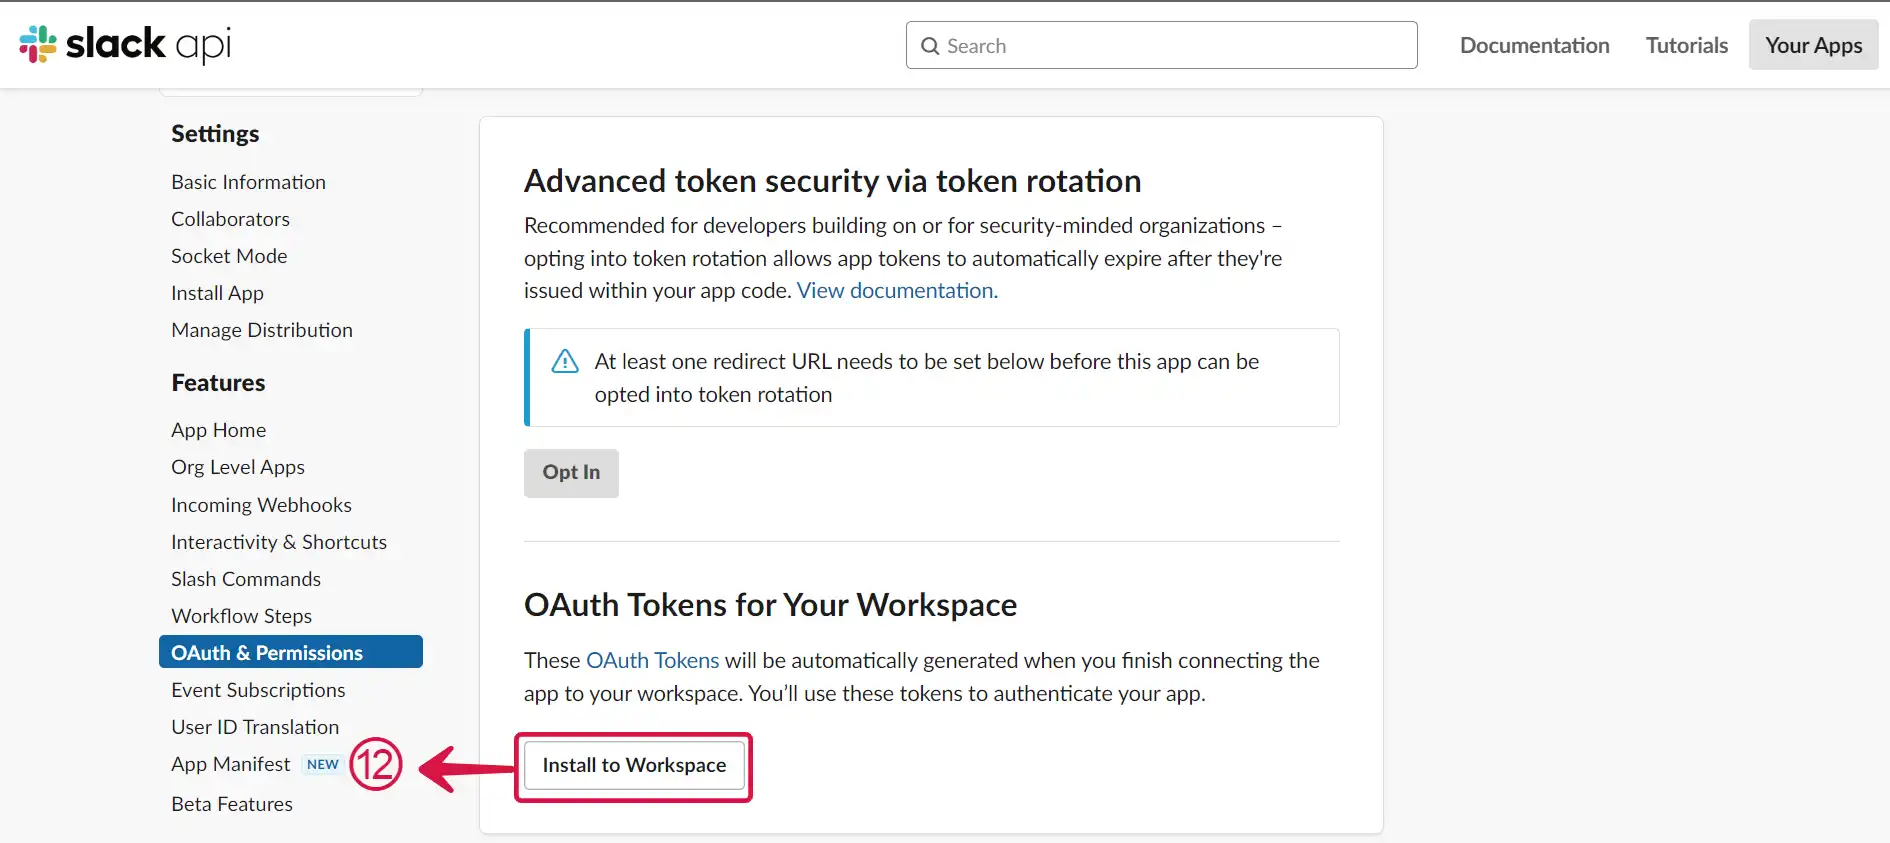 slack api
Search
Documentation
Tutorials
Your Apps
Settings
Basic Information
Collaborators
Socket Mode
Install App
Manage Distribution
Features
App Home
Org Level Apps
Incoming Webhooks
Interactivity & Shortcuts
Slash Commands
Workflow Steps
OAuth & Permissions
Event Subscriptions
User ID Translation
App Manifest NEW
12
Beta Features
Advanced token security via token rotation
Recommended for developers building on or for security-minded organizations –
opting into token rotation allows app tokens to automatically expire after they're
issued within your app code. View documentation.
At least one redirect URL needs to be set below before this app can be
opted into token rotation
Opt In
OAuth Tokens for Your Workspace
These OAuth Tokens will be automatically generated when you finish connecting the
app to your workspace. You’ll use these tokens to authenticate your app.
Install to Workspace